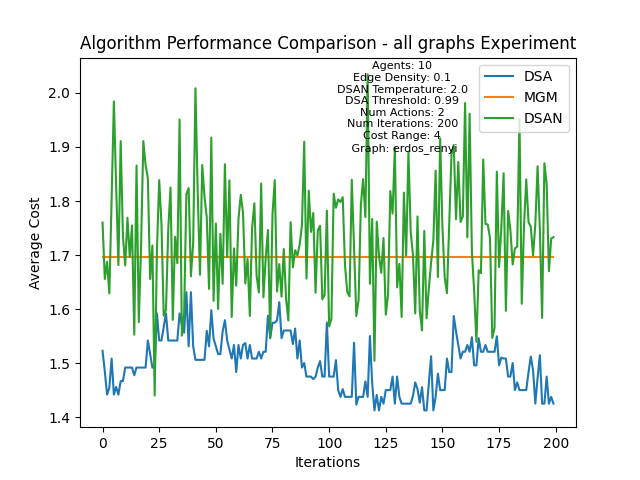 Algorithm Performance Comparison - all graphs Experiment
Agents: 10
Edge Density: 0.1
DSAN Temperature: 2.0
DSA Threshold: 0.99
Num Actions: 2
Num Iterations: 200
Cost Range: 4
Graph: erdos_renyi
DSA
MGM
DSAN
Average Cost
2.0
1.9
1.8
1.7
1.6
1.5
1.4
0
25
50
75
100
125
150
175
200
Iterations